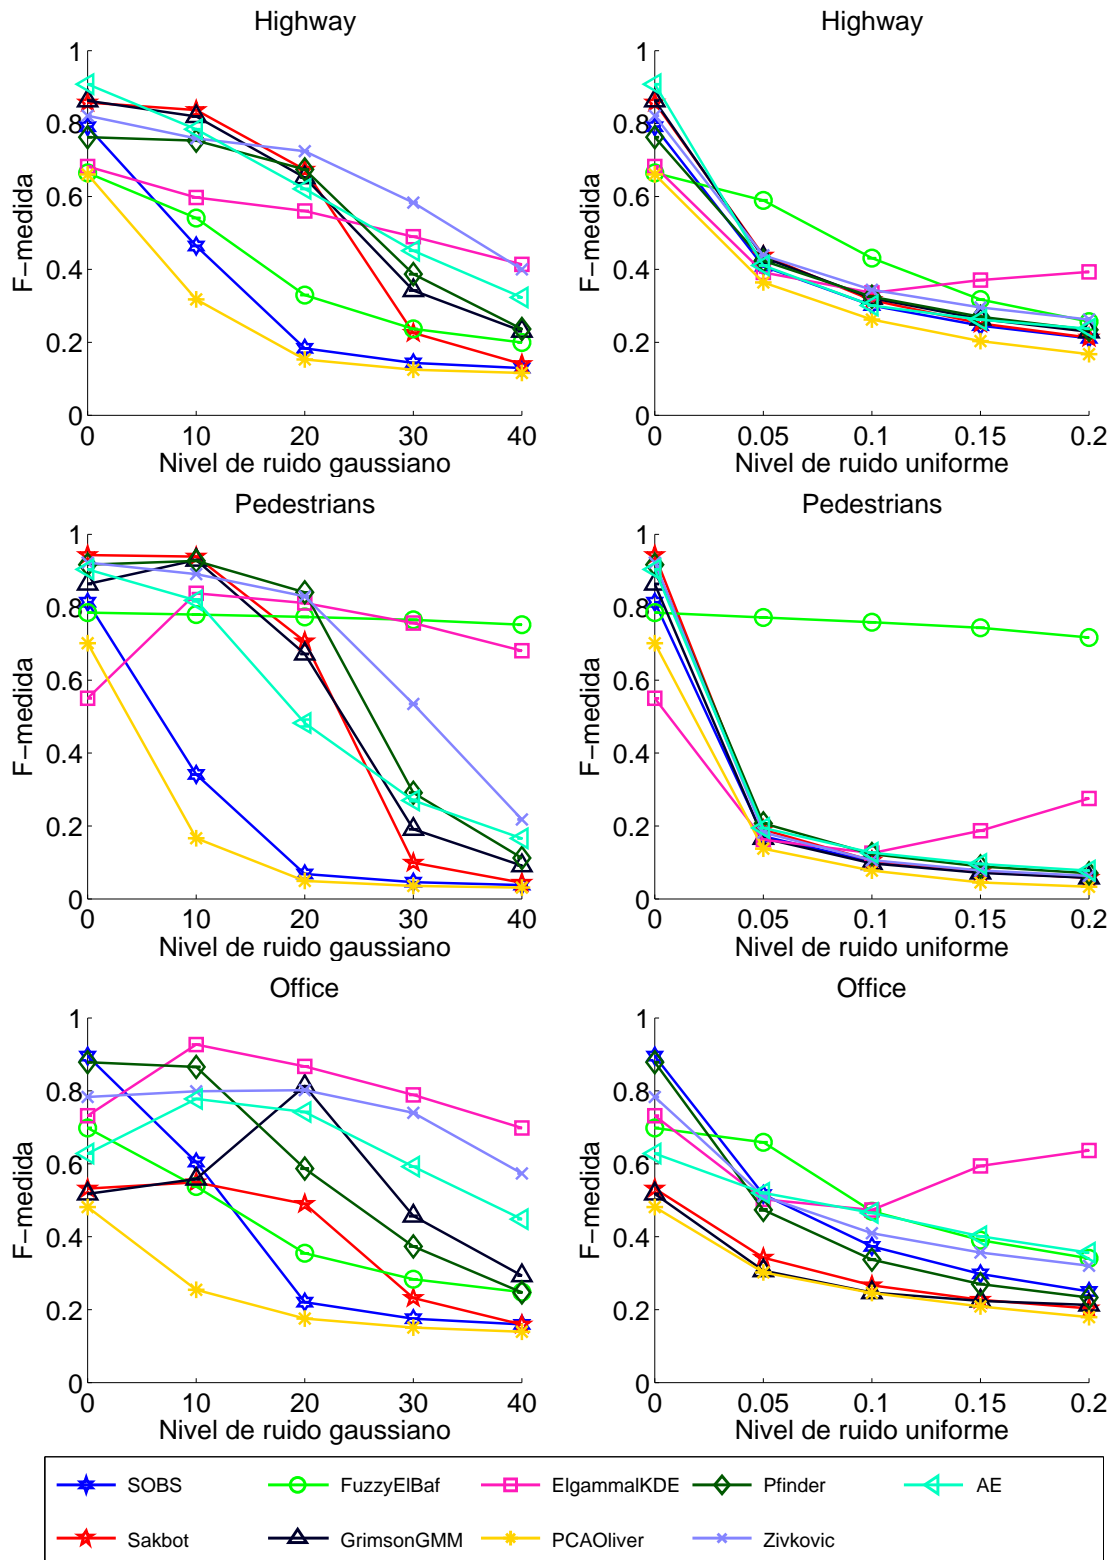 Highway
1
0.8
0.6
0.4
0.2
0
F-medida
0 10 20 30 40
Nivel de ruido gaussiano
Highway
1
0.8
0.6
0.4
0.2
0
F-medida
0 0.05 0.1 0.15 0.2
Nivel de ruido uniforme
Pedestrians
1
0.8
0.6
0.4
0.2
0
F-medida
0 10 20 30 40
Nivel de ruido gaussiano
Pedestrians
1
0.8
0.6
0.4
0.2
0
F-medida
0 0.05 0.1 0.15 0.2
Nivel de ruido uniforme
Office
1
0.8
0.6
0.4
0.2
0
F-medida
0 10 20 30 40
Nivel de ruido gaussiano
Office
1
0.8
0.6
0.4
0.2
0
F-medida
0 0.05 0.1 0.15 0.2
Nivel de ruido uniforme
SOBS FuzzyElBaf ElgammalKDE Pfinder AE
Sakbot GrimsonGMM PCAOliver Zivkovic